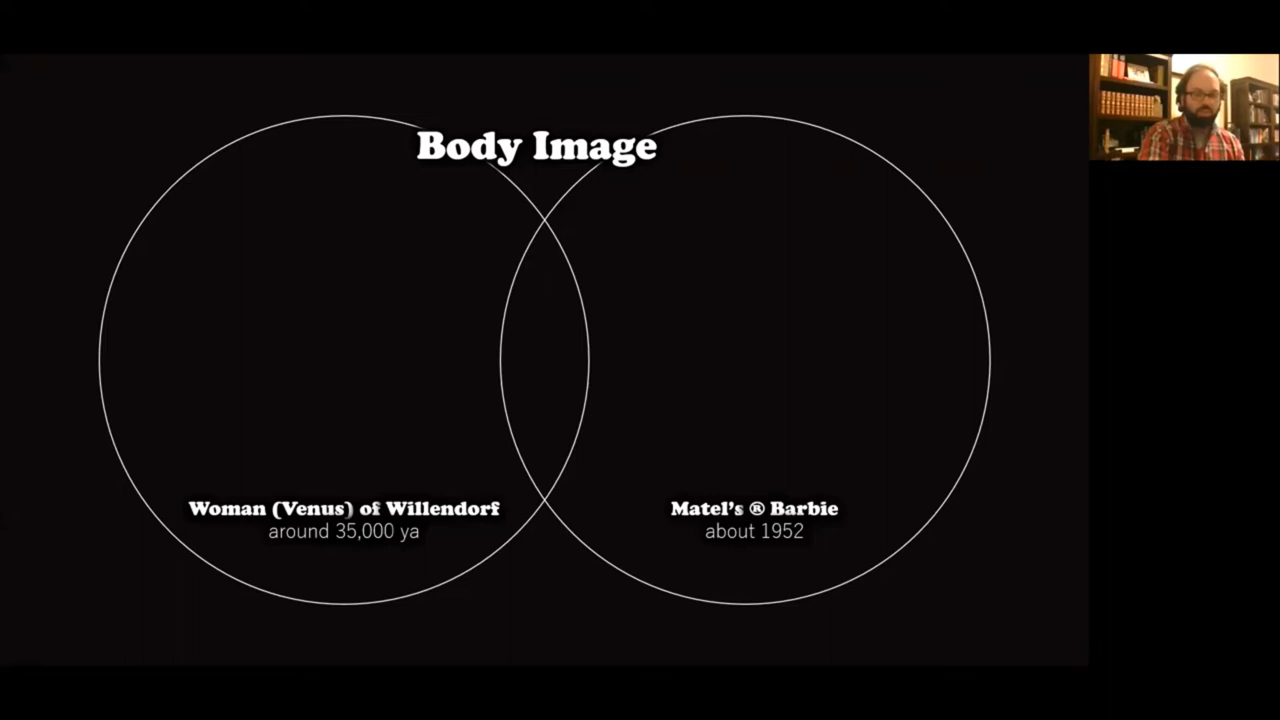 Body Image
Woman (Venus) of Willendorf
around 35,000 ya
Matel's ® Barbie
about 1952